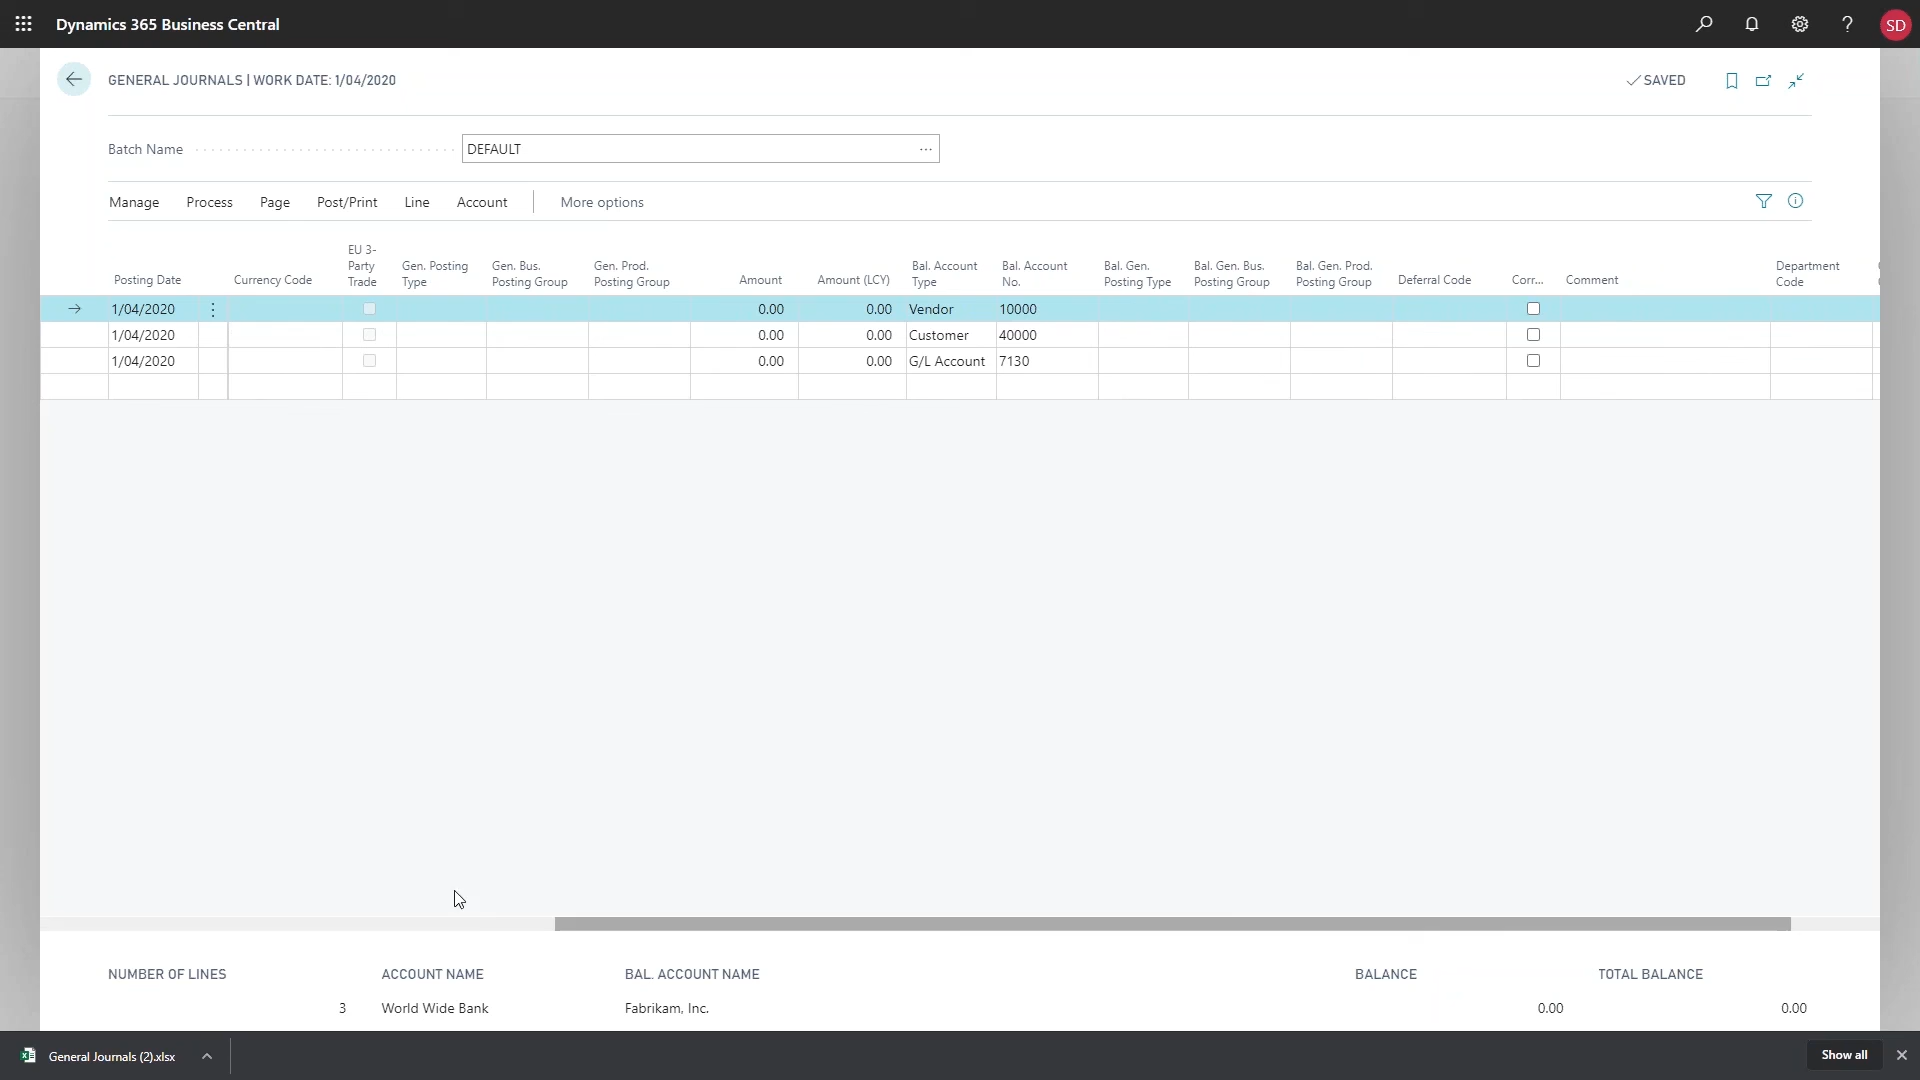 Dynamics 365 Business Central
SD
GENERAL JOURNALS | WORK DATE: 1/04/2020
SAVED
Batch Name
DEFAULT
Manage Process Page Post/Print Line Account More options
Posting Date Currency Code EU 3-Party Trade Gen. Posting Type Gen. Bus. Posting Group Gen. Prod. Posting Group Amount Amount (LCY) Bal. Account Type Bal. Account No. Bal. Gen. Posting Type Bal. Gen. Bus. Posting Group Bal. Gen. Prod. Posting Group Deferral Code Corr... Comment Department Code
1/04/2020 0.00 0.00 Vendor 10000
1/04/2020 0.00 0.00 Customer 40000
1/04/2020 0.00 0.00 G/L Account 7130
NUMBER OF LINES ACCOUNT NAME BAL. ACCOUNT NAME BALANCE TOTAL BALANCE
3 World Wide Bank Fabrikam, Inc. 0.00 0.00
General Journals (2).xlsx Show all